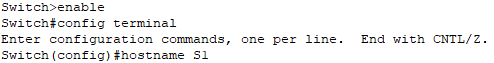 Switch>enable
Switch#config terminal
Enter configuration commands, one per line.  End with CNTL/Z.
Switch(config)#hostname S1